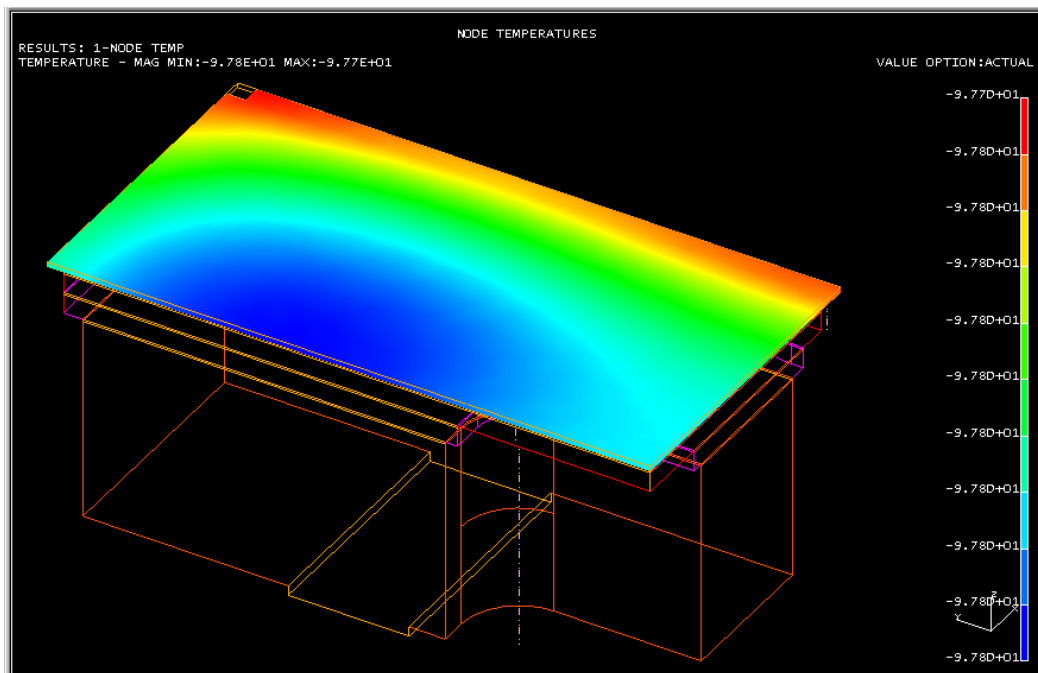 NODE TEMPERATURES
RESULTS: 1-NODE TEMP
TEMPERATURE - MAG MIN:-9.78E+01 MAX:-9.77E+01
VALUE OPTION:ACTUAL
-9.77D+01
-9.78D+01
-9.78D+01
-9.78D+01
-9.78D+01
-9.78D+01
-9.78D+01
-9.78D+01
-9.78D+01
-9.78D+01
-9.78D+01
Z
X
Y